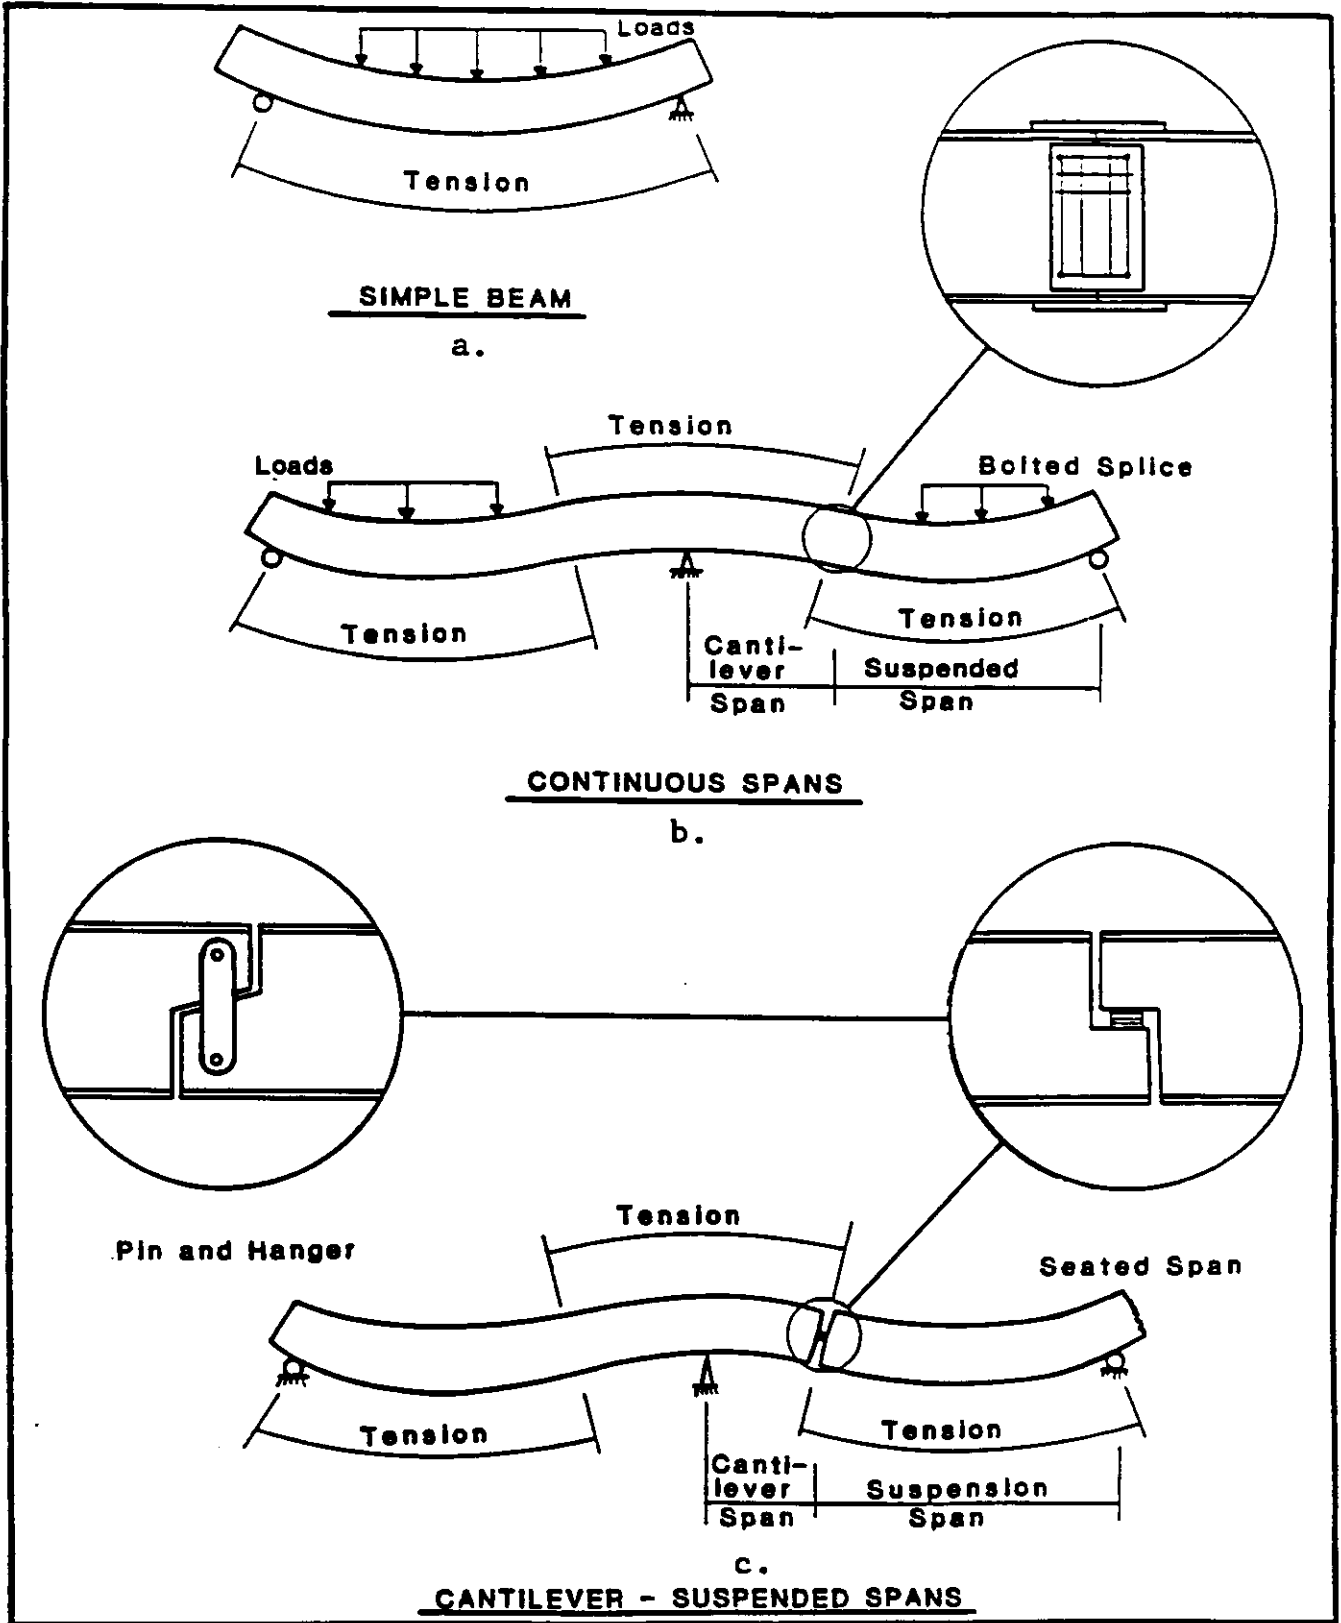 Loads
Tension
SIMPLE BEAM
a.
Tension
Loads
Bolted Splice
Tension
Tension
Canti-
lever
Span
Suspended
Span
CONTINUOUS SPANS
b.
Pin and Hanger
Tension
Seated Span
Tension
Tension
Canti-
lever
Span
Suspension
Span
c.
CANTILEVER - SUSPENDED SPANS